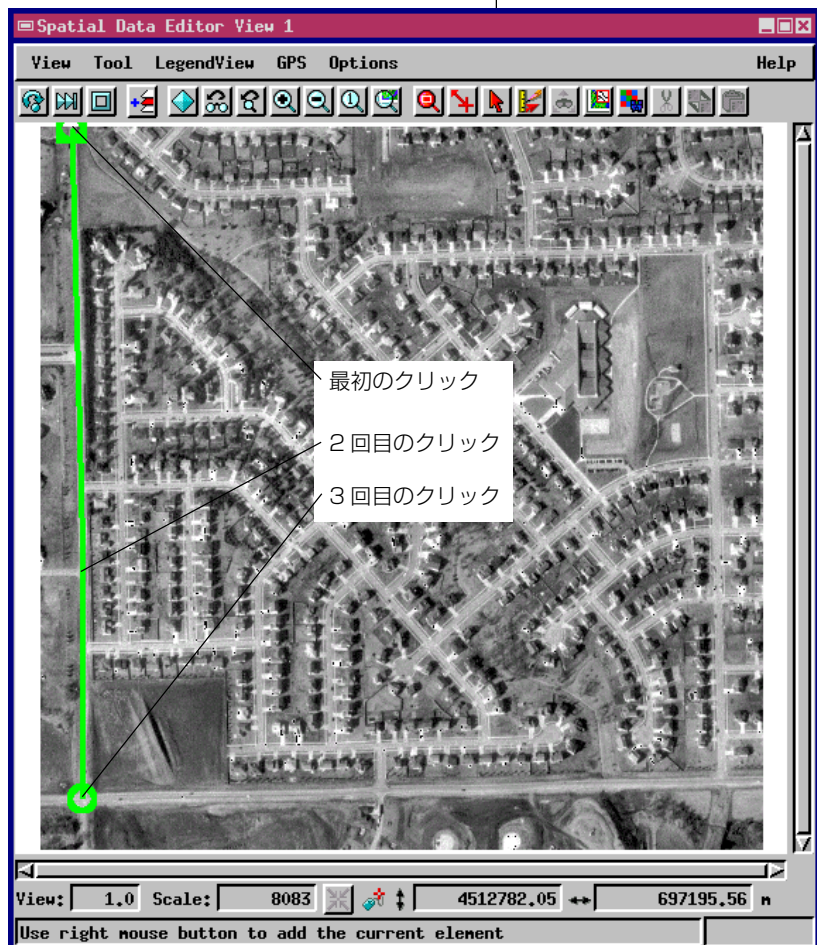 Spatial Data Editor View 1
View Tool LegendView GPS Options Help
最初のクリック
2回目のクリック
3回目のクリック
View: 1.0 Scale: 8083 4512782.05 697195.56 m
Use right mouse button to add the current element